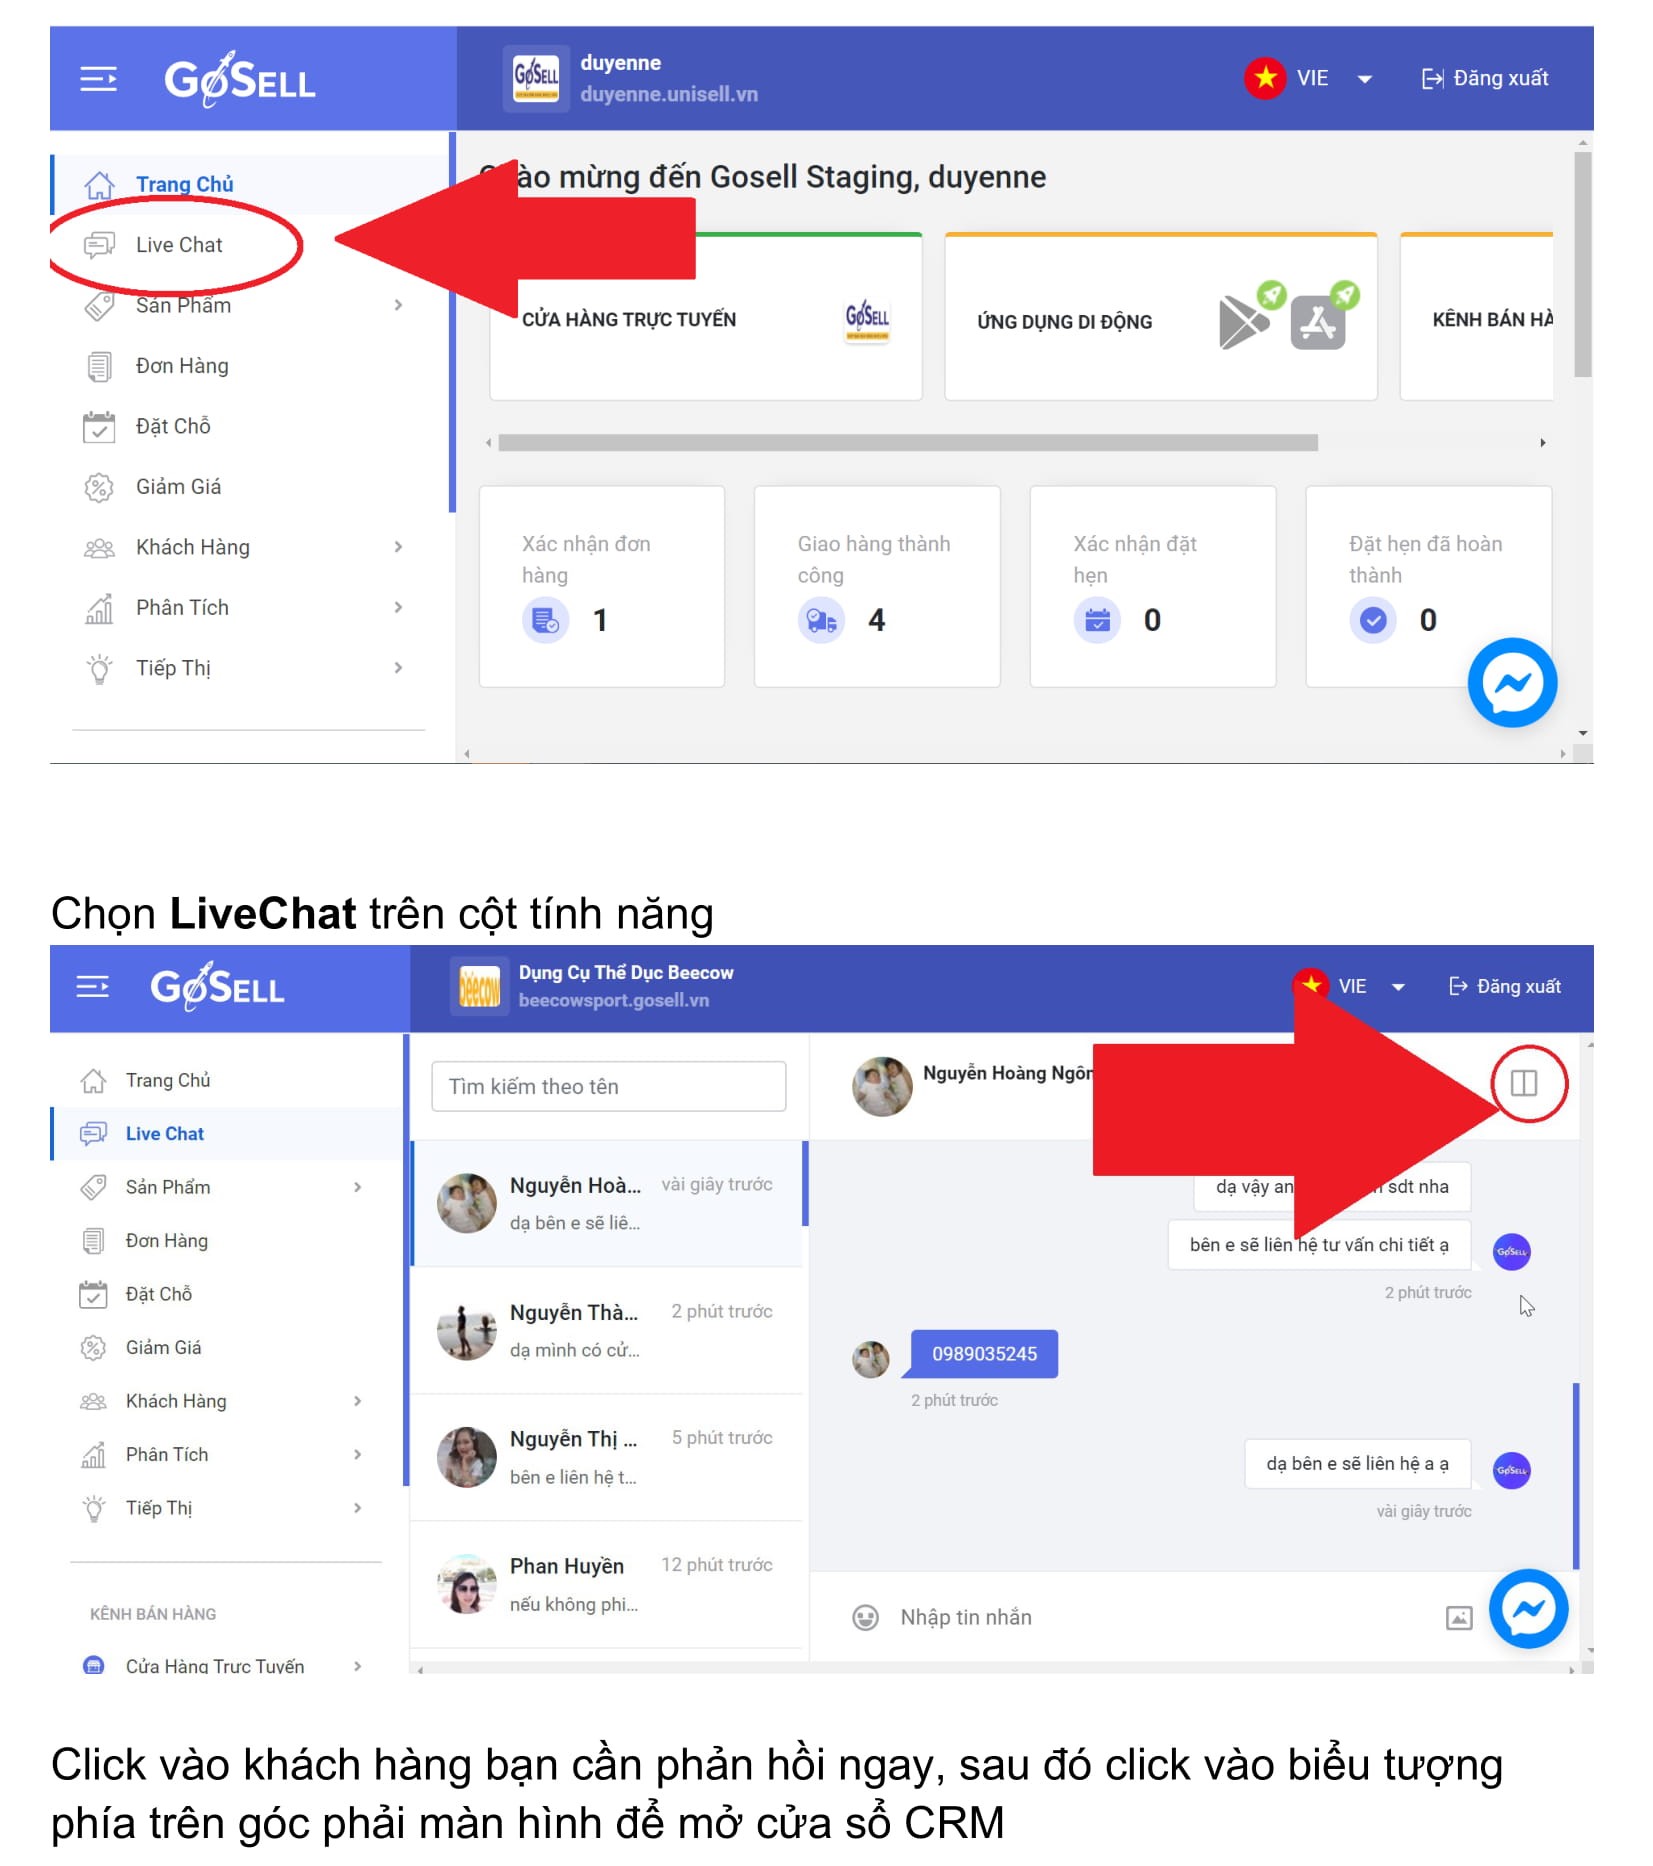 GoSELL
duyenne
duyenne.unisell.vn
VIE
Đăng xuất
Trang Chủ
Live Chat
Sản Phẩm
Đơn Hàng
Đặt Chỗ
Giảm Giá
Khách Hàng
Phân Tích
Tiếp Thị
mừng đến Gosell Staging, duyenne
CỬA HÀNG TRỰC TUYẾN
GoSELL
ỨNG DỤNG DI ĐỘNG
KÊNH BÁN HÀ
Xác nhận đơn
hàng
1
Giao hàng thành
công
4
Xác nhận đặt
hẹn
0
Đặt hẹn đã hoàn
thành
0
Chọn LiveChat trên cột tính năng
GoSELL
beecow
Dụng Cụ Thể Dục Beecow
beecowsport.gosell.vn
VIE
Đăng xuất
Trang Chủ
Live Chat
Sản Phẩm
Đơn Hàng
Đặt Chỗ
Giảm Giá
Khách Hàng
Phân Tích
Tiếp Thị
KÊNH BÁN HÀNG
Cửa Hàng Trực Tuyến
Tìm kiếm theo tên
Nguyễn Hoà... vài giây trước
dạ bên e sẽ liê...
Nguyễn Thà... 2 phút trước
dạ mình có cử...
Nguyễn Thị ... 5 phút trước
bên e liên hệ t...
Phan Huyền 12 phút trước
nếu không phi...
Nguyễn Hoàng Ngôn
dạ vậy an sdt nha
bên e sẽ liên hệ tư vấn chi tiết ạ
GoSELL
2 phút trước
0989035245
2 phút trước
dạ bên e sẽ liên hệ a ạ
GoSELL
vài giây trước
Nhập tin nhắn
Click vào khách hàng bạn cần phản hồi ngay, sau đó click vào biểu tượng
phía trên góc phải màn hình để mở cửa sổ CRM